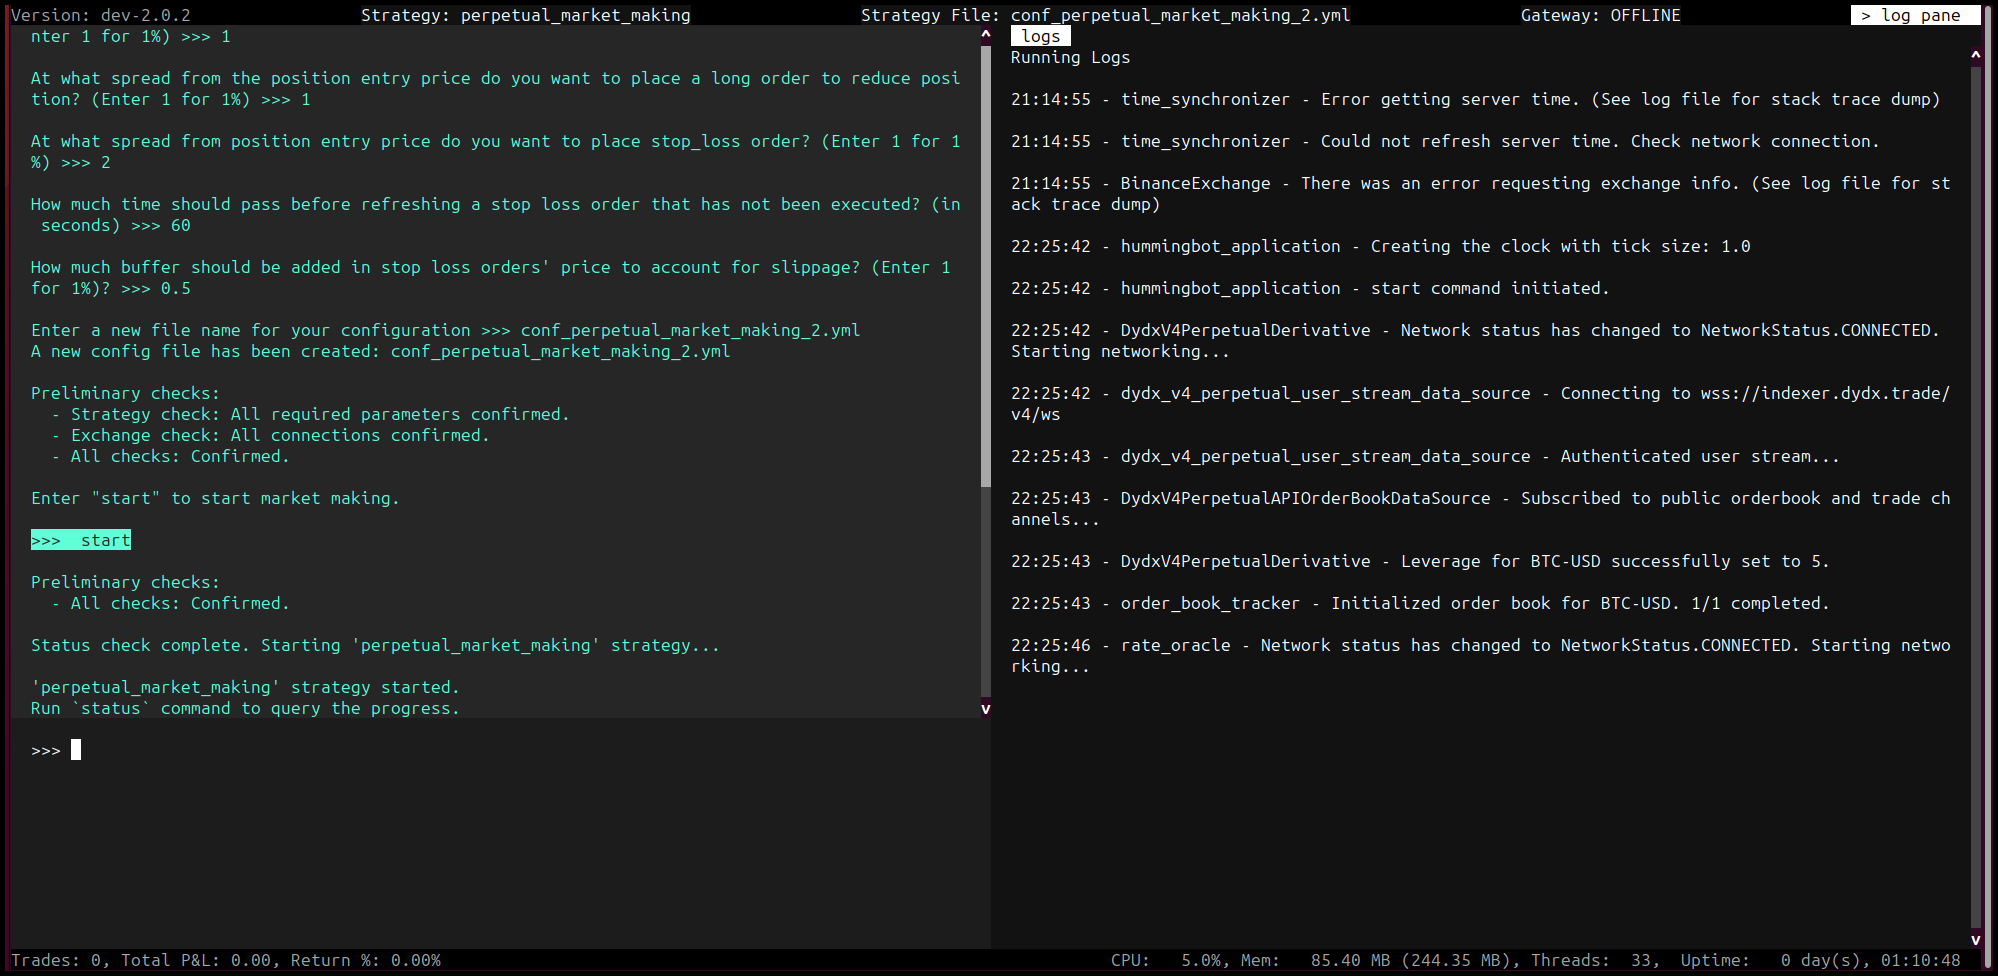 Version: dev-2.0.2 Strategy: perpetual_market_making Strategy File: conf_perpetual_market_making_2.yml Gateway: OFFLINE > log pane
nter 1 for 1%) >>> 1
At what spread from the position entry price do you want to place a long order to reduce posi
tion? (Enter 1 for 1%) >>> 1
At what spread from position entry price do you want to place stop_loss order? (Enter 1 for 1
%) >>> 2
How much time should pass before refreshing a stop loss order that has not been executed? (in
seconds) >>> 60
How much buffer should be added in stop loss orders' price to account for slippage? (Enter 1
for 1%)? >>> 0.5
Enter a new file name for your configuration >>> conf_perpetual_market_making_2.yml
A new config file has been created: conf_perpetual_market_making_2.yml
Preliminary checks:
- Strategy check: All required parameters confirmed.
- Exchange check: All connections confirmed.
- All checks: Confirmed.
Enter "start" to start market making.
>>> start
Preliminary checks:
- All checks: Confirmed.
Status check complete. Starting 'perpetual_market_making' strategy...
'perpetual_market_making' strategy started.
Run `status` command to query the progress.
>>>
logs
Running Logs
21:14:55 - time_synchronizer - Error getting server time. (See log file for stack trace dump)
21:14:55 - time_synchronizer - Could not refresh server time. Check network connection.
21:14:55 - BinanceExchange - There was an error requesting exchange info. (See log file for st
ack trace dump)
22:25:42 - hummingbot_application - Creating the clock with tick size: 1.0
22:25:42 - hummingbot_application - start command initiated.
22:25:42 - DydxV4PerpetualDerivative - Network status has changed to NetworkStatus.CONNECTED.
Starting networking...
22:25:42 - dydx_v4_perpetual_user_stream_data_source - Connecting to wss://indexer.dydx.trade/
v4/ws
22:25:43 - dydx_v4_perpetual_user_stream_data_source - Authenticated user stream...
22:25:43 - DydxV4PerpetualAPIOrderBookDataSource - Subscribed to public orderbook and trade ch
annels...
22:25:43 - DydxV4PerpetualDerivative - Leverage for BTC-USD successfully set to 5.
22:25:43 - order_book_tracker - Initialized order book for BTC-USD. 1/1 completed.
22:25:46 - rate_oracle - Network status has changed to NetworkStatus.CONNECTED. Starting netwo
rking...
Trades: 0, Total P&L: 0.00, Return %: 0.00% CPU: 5.0%, Mem: 85.40 MB (244.35 MB), Threads: 33, Uptime: 0 day(s), 01:10:48